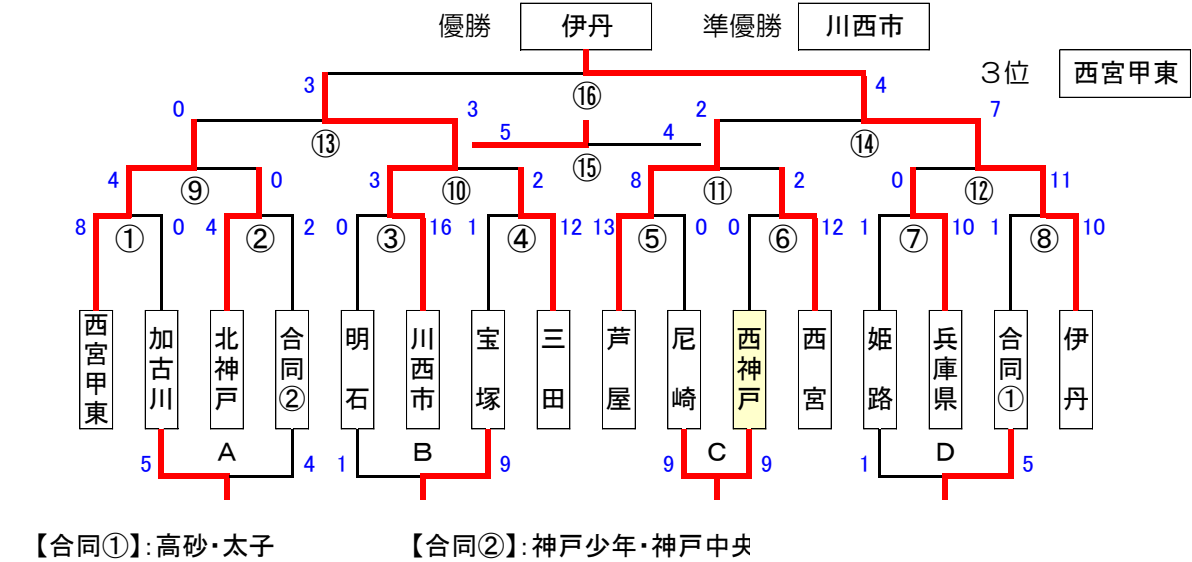 優勝 伊丹 準優勝 川西市
３位 西宮甲東
3 ⑯ 4
0 3 2 7
⑬ 5 4 ⑭
⑮
4 ⑨ 0 3 ⑩ 2 8 ⑪ 2 0 ⑫ 11
8 ① 0 4 ② 2 0 ③ 16 1 ④ 12 13 ⑤ 0 0 ⑥ 12 1 ⑦ 10 1 ⑧ 10
西宮甲東 加古川 北神戸 合同② 明石 川西市 宝塚 三田 芦屋 尼崎 西神戸 西宮 姫路 兵庫県 合同① 伊丹
5 A 4 1 B 9 9 C 9 1 D 5
【合同①】：高砂・太子 【合同②】：神戸少年・神戸中央